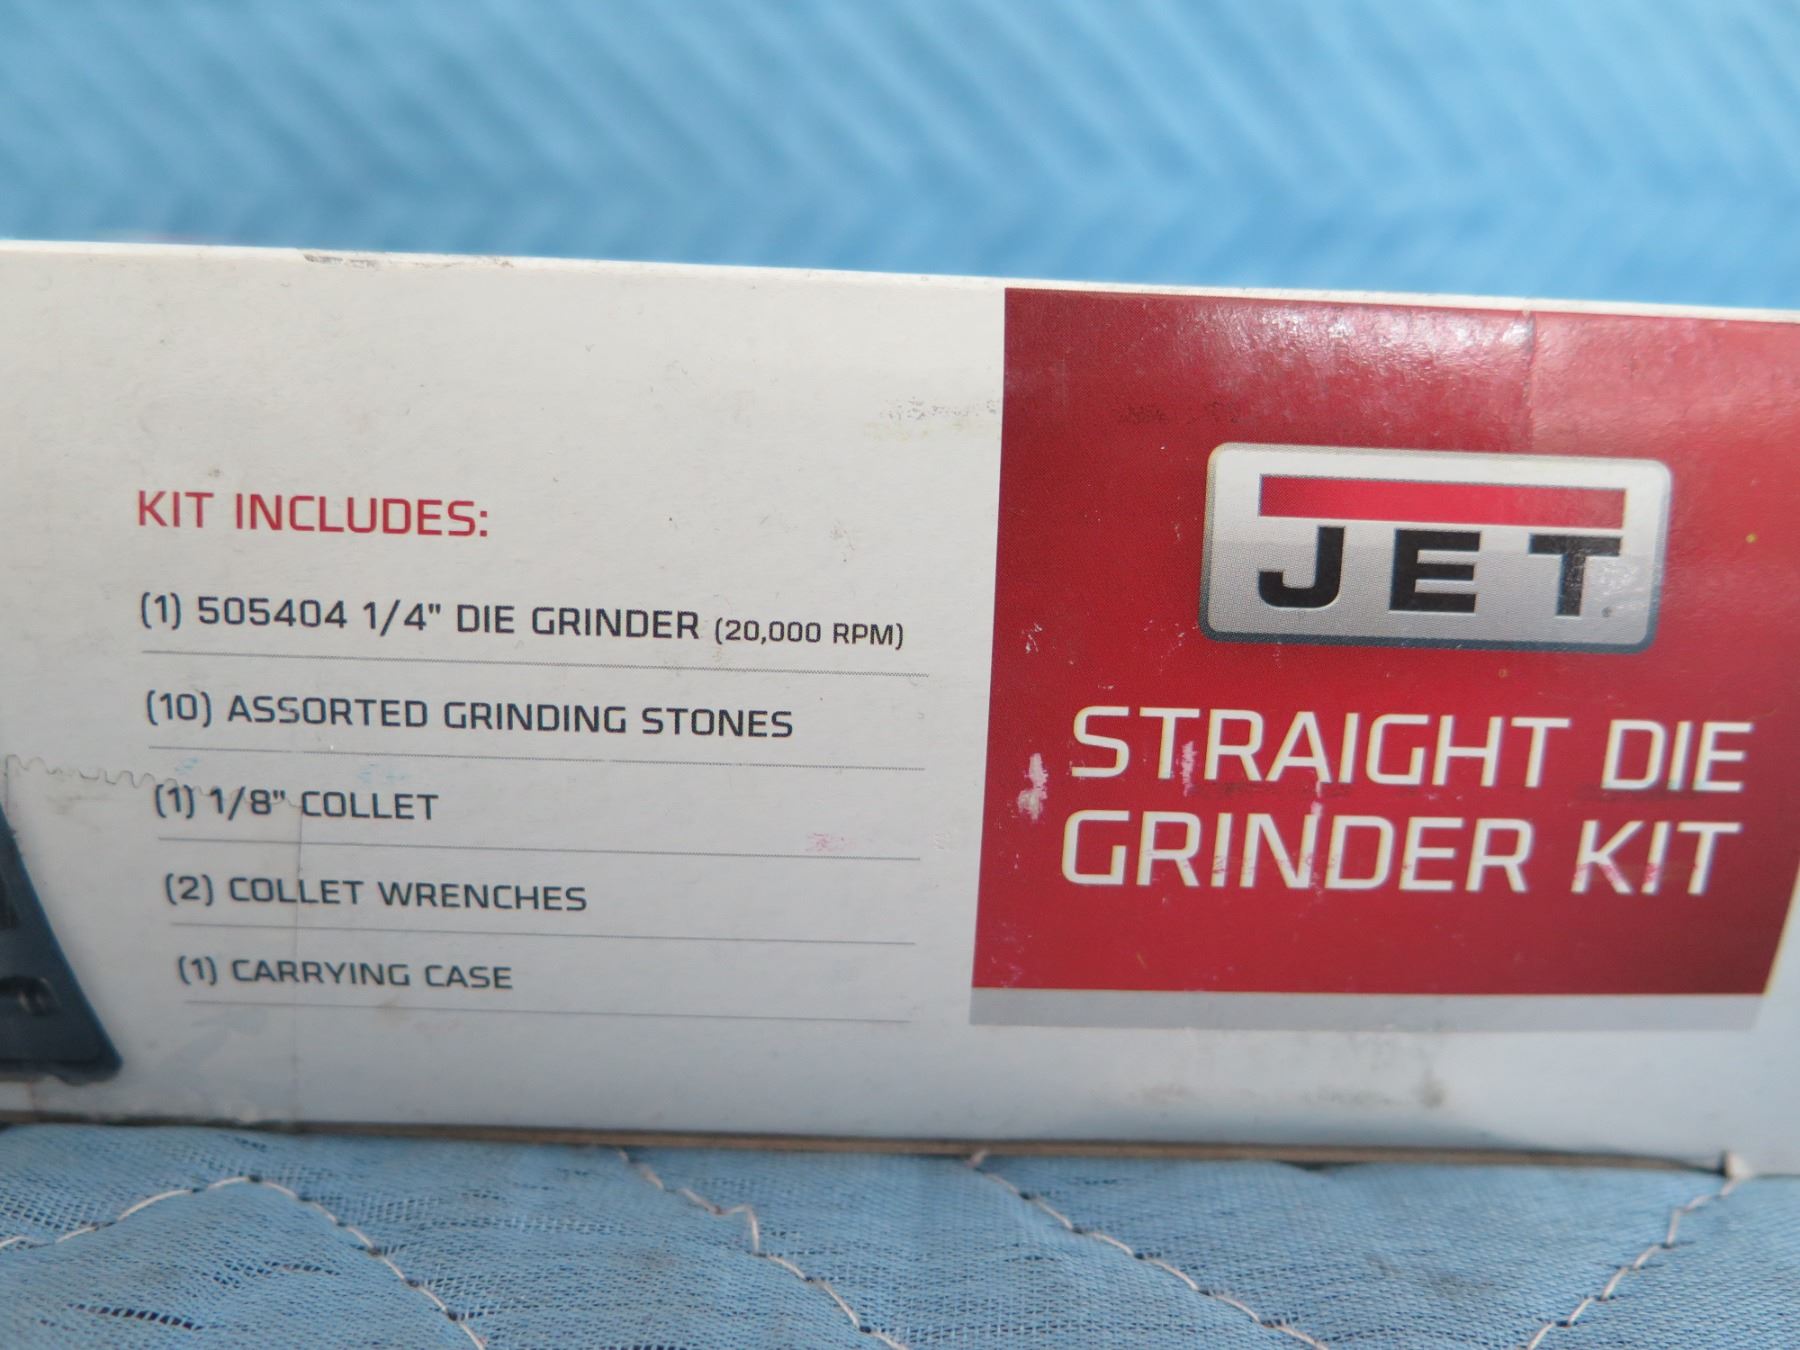 KIT INCLUDES:
(1) 505404 1/4" DIE GRINDER (20,000 RPM)
(10) ASSORTED GRINDING STONES
(1) 1/8" COLLET
(2) COLLET WRENCHES
(1) CARRYING CASE
JET
STRAIGHT DIE
GRINDER KIT